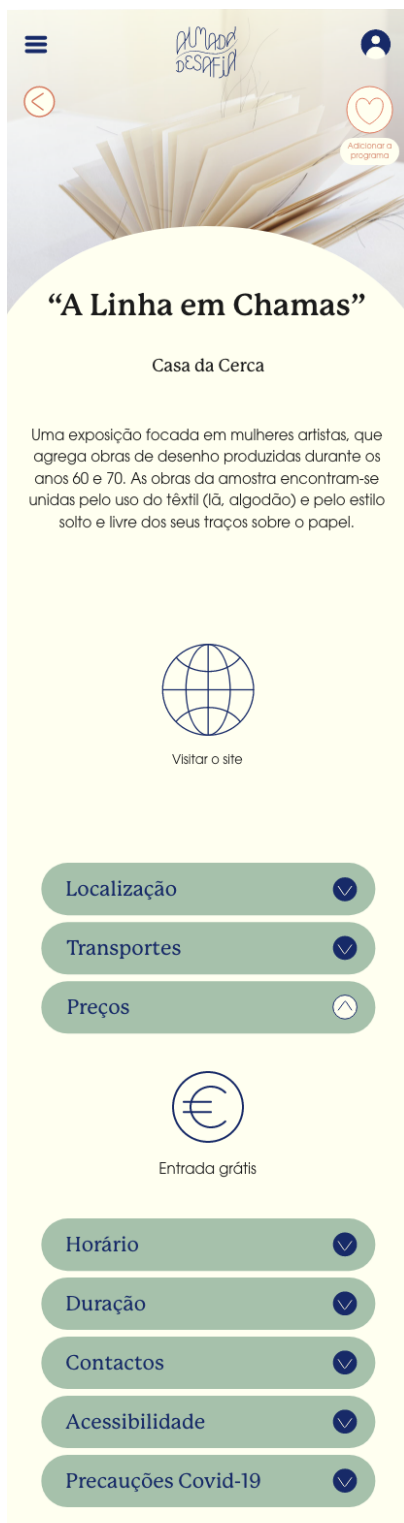 ALMADA
DESAFIA
Adicionar a
programa
“A Linha em Chamas”
Casa da Cerca
Uma exposição focada em mulheres artistas, que
agrega obras de desenho produzidas durante os
anos 60 e 70. As obras da amostra encontram-se
unidas pelo uso do têxtil (lã, algodão) e pelo estilo
solto e livre dos seus traços sobre o papel.
Visitar o site
Localização
Transportes
Preços
€
Entrada grátis
Horário
Duração
Contactos
Acessibilidade
Precauções Covid-19